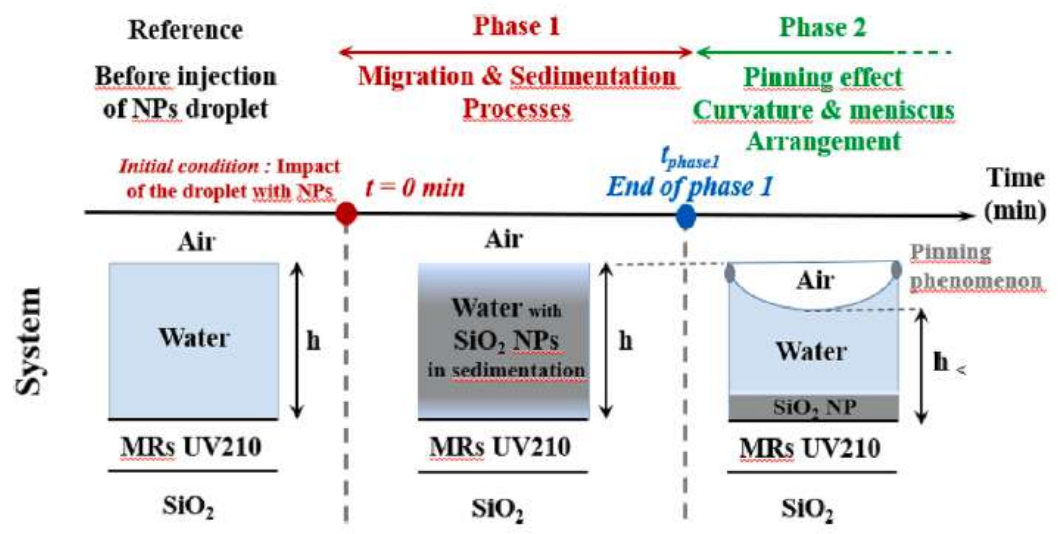 Reference
Before injection
of NPs droplet
Phase 1
Migration & Sedimentation
Processes
Phase 2
Pinning effect
Curvature & meniscus
Arrangement
Initial condition : Impact
of the droplet with NPs
t = 0 min
tphase1
End of phase 1
Time
(min)
System
Air
Water
h
MRs UV210
SiO2
Air
Water with
SiO2 NPs
in sedimentation
h
MRs UV210
SiO2
Pinning
phenomenon
Air
Water
h <
SiO2 NP
MRs UV210
SiO2